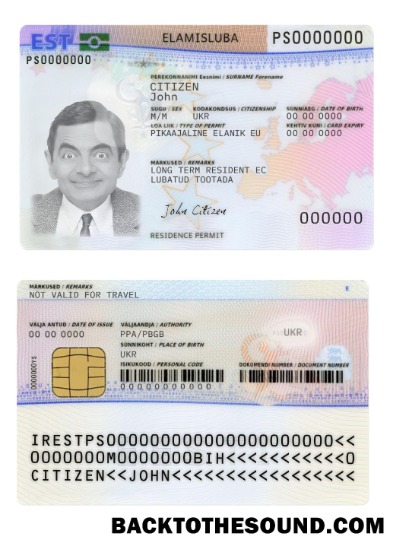 EST
ELAMISLUBA
PS0000000
PS0000000
PEREKONNANIMI Eesnimi / SURNAME Forename
CITIZEN
John
SUGU / SEX KODAKONDSUS / CITIZENSHIP SÜNNIAEG / DATE OF BIRTH
M/M UKR 00 00 0000
LOA LIIK / TYPE OF PERMIT KEHTIV KUNI / CARD EXPIRY
PIKAAJALINE ELANIK EU 00 00 0000
MÄRKUSED / REMARKS
LONG TERM RESIDENT EC
LUBATUD TOOTADA
John Citizen
000000
RESIDENCE PERMIT
MÄRKUSED / REMARKS
NOT VALID FOR TRAVEL
E
VÄLJA ANTUD / DATE OF ISSUE VÄLJAANDJA / AUTHORITY
00 00 0000 PPA/PBGB
UKR
SÜNNIKOHT / PLACE OF BIRTH
UKR
ISIKUKOOD / PERSONAL CODE DOKUMENDI NUMBER / DOCUMENT NUMBER
00000000000
IRESTPS0000000000000000000000<<
0000000M0000000BIH<<<<<<<<<<<0
CITIZEN<<JOHN<<<<<<<<<<<<<<<<<
BACKTOTHESOUND.COM